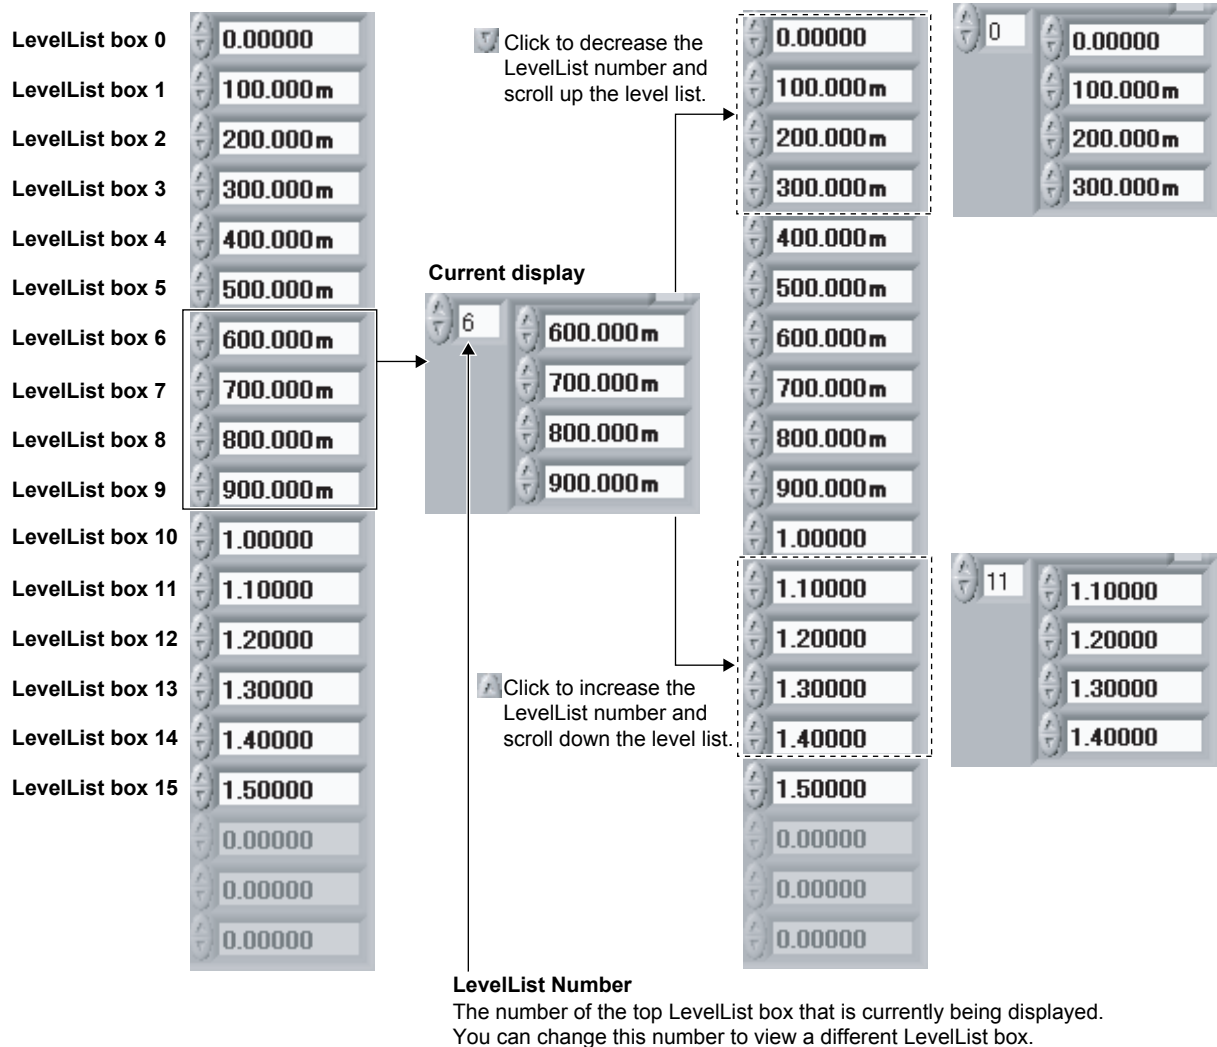 LevelList box 0
LevelList box 1
LevelList box 2
LevelList box 3
LevelList box 4
LevelList box 5
LevelList box 6
LevelList box 7
LevelList box 8
LevelList box 9
LevelList box 10
LevelList box 11
LevelList box 12
LevelList box 13
LevelList box 14
LevelList box 15
0.00000
100.000m
200.000m
300.000m
400.000m
500.000m
600.000m
700.000m
800.000m
900.000m
1.00000
1.10000
1.20000
1.30000
1.40000
1.50000
0.00000
0.00000
0.00000
Current display
6
600.000m
700.000m
800.000m
900.000m
Click to decrease the
LevelList number and
scroll up the level list.
Click to increase the
LevelList number and
scroll down the level list.
0.00000
100.000m
200.000m
300.000m
400.000m
500.000m
600.000m
700.000m
800.000m
900.000m
1.00000
1.10000
1.20000
1.30000
1.40000
1.50000
0.00000
0.00000
0.00000
0
0.00000
100.000m
200.000m
300.000m
11
1.10000
1.20000
1.30000
1.40000
LevelList Number
The number of the top LevelList box that is currently being displayed.
You can change this number to view a different LevelList box.